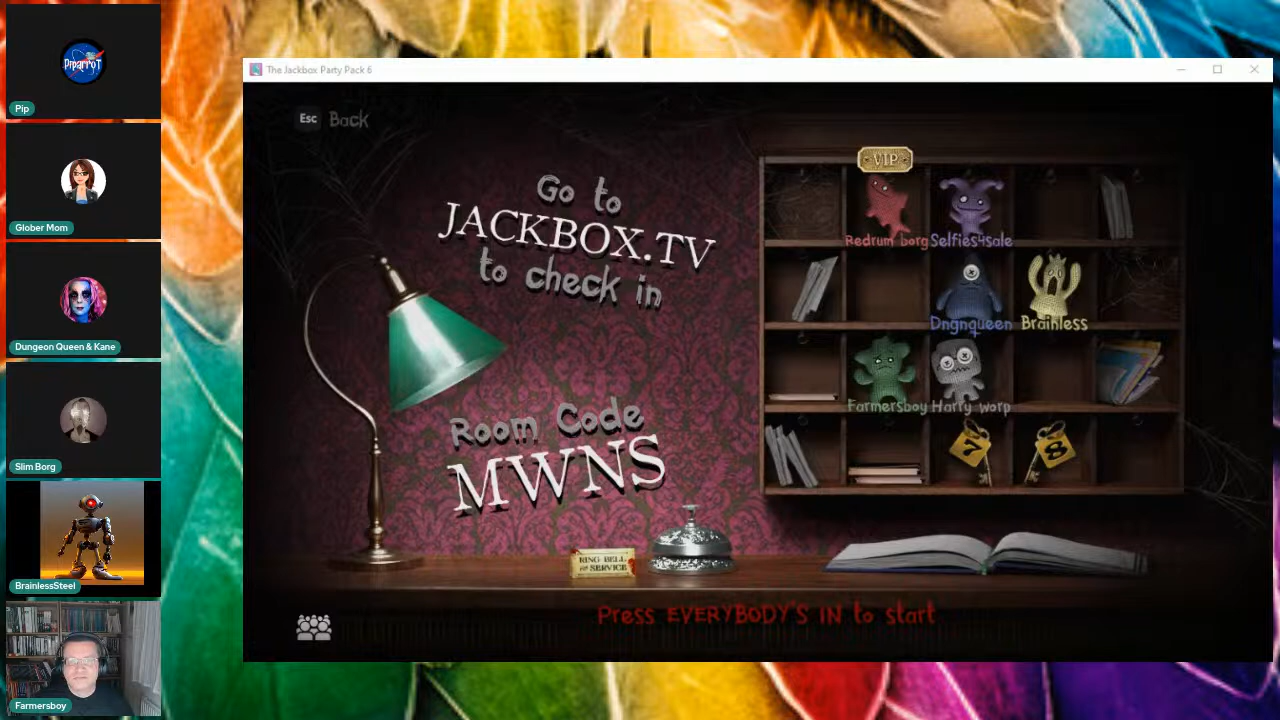 PiparroT
Pip
Glober Mom
Dungeon Queen & Kane
Slim Borg
BrainlessSteel
Farmersboy
The Jackbox Party Pack 6
Esc Back
Go to
JACKBOX.TV
to check in
Room Code
MWNS
RING BELL
FOR SERVICE
VIP
Redrum borg Selfies4sale
Dngnqueen Brainless
Farmersboy Harry worp
7 8
Press EVERYBODY'S IN to start